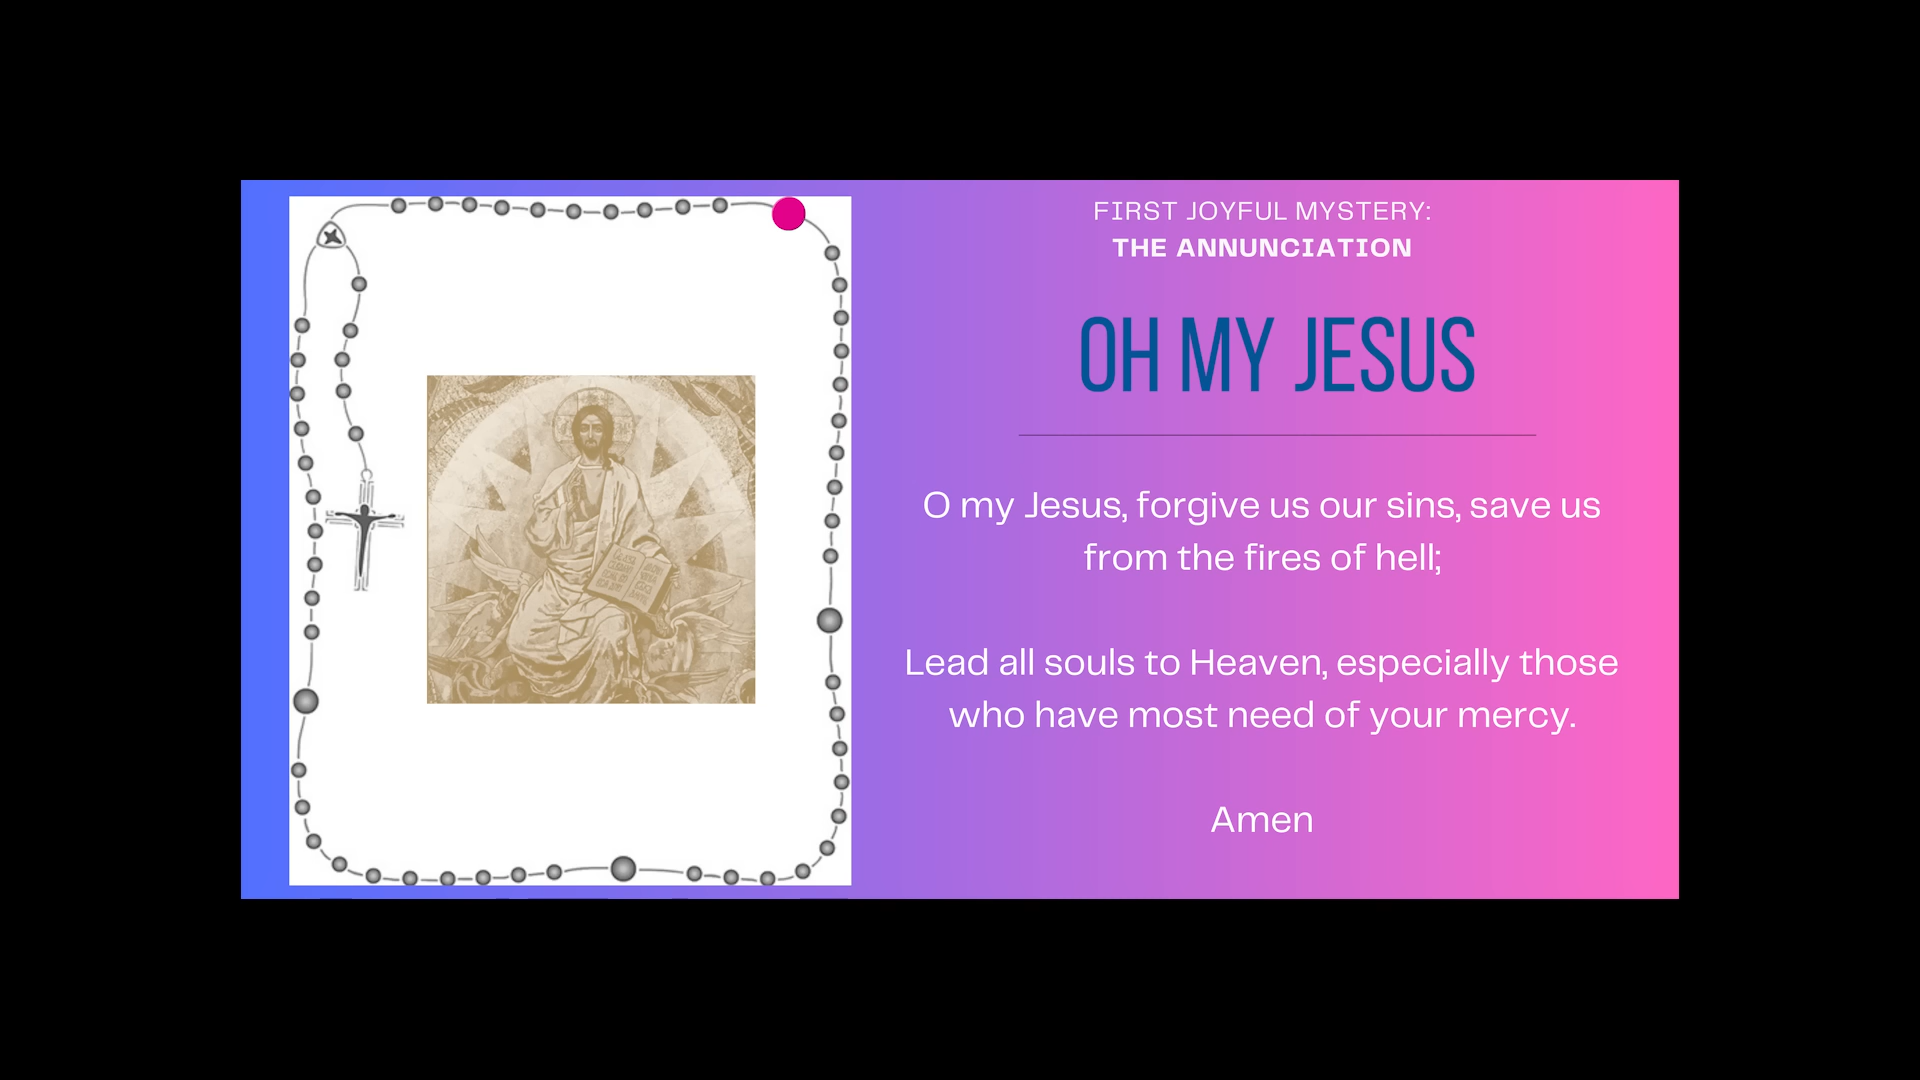 FIRST JOYFUL MYSTERY:
THE ANNUNCIATION
OH MY JESUS
O my Jesus, forgive us our sins, save us
from the fires of hell;
Lead all souls to Heaven, especially those
who have most need of your mercy.
Amen